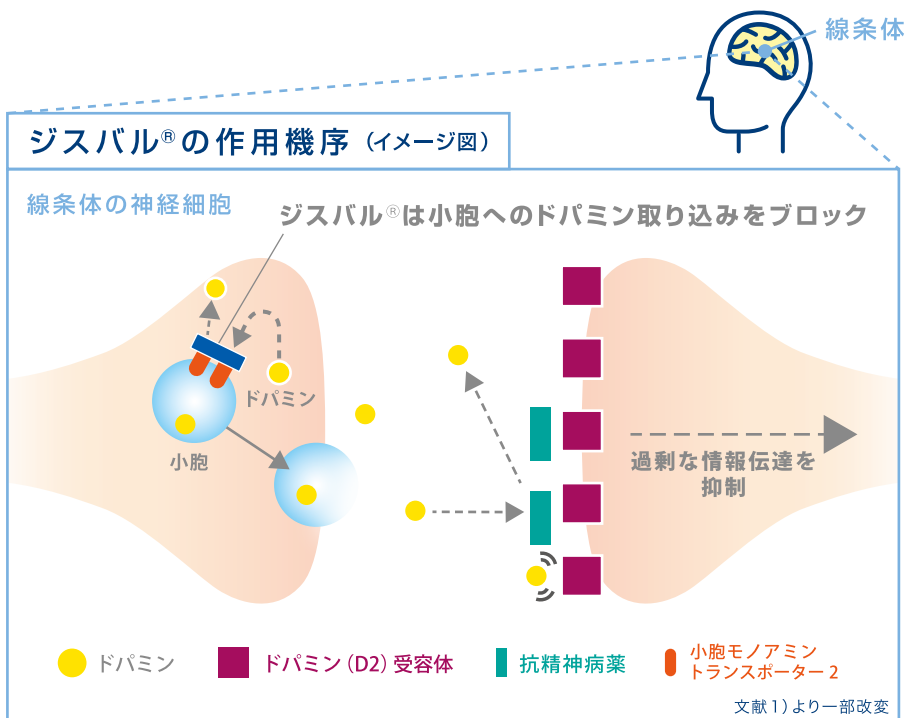 線条体
ジスバル®の作用機序（イメージ図）
線条体の神経細胞
ジスバル®は小胞へのドパミン取り込みをブロック
ドパミン
小胞
過剰な情報伝達を
抑制
ドパミン
ドパミン（D2）受容体
抗精神病薬
小胞モノアミン
トランスポーター2
文献1）より一部改変